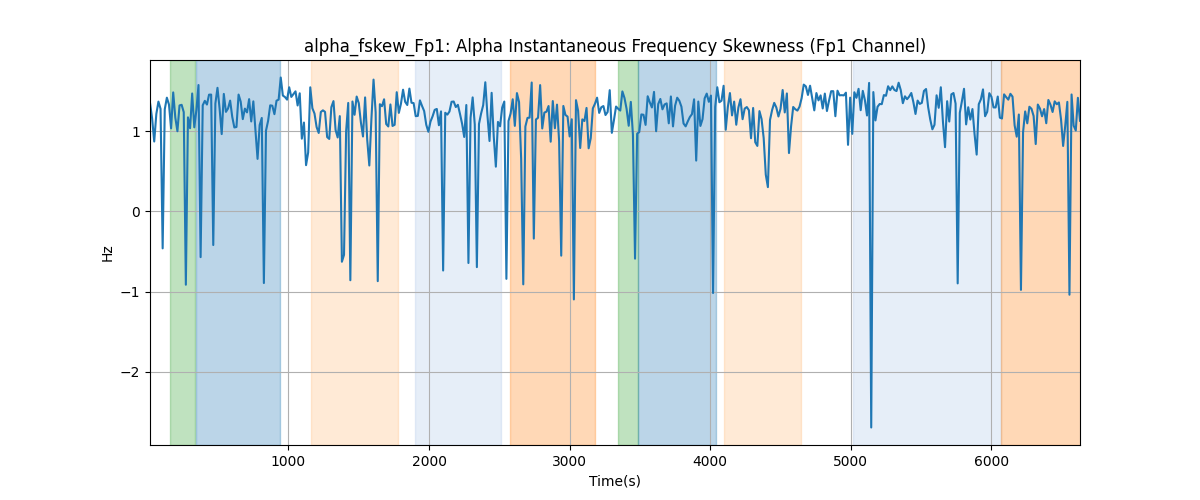 alpha_fskew_Fp1: Alpha Instantaneous Frequency Skewness (Fp1 Channel)
1
0
−1
−2
Hz
1000 2000 3000 4000 5000 6000
Time(s)